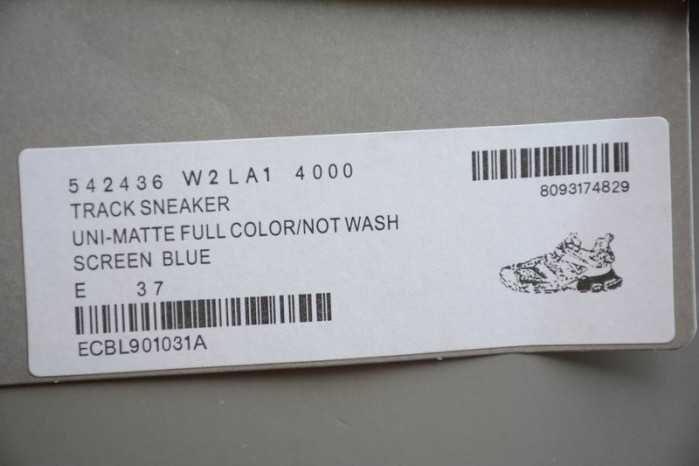 542436 W2LA1 4000
8093174829
TRACK SNEAKER
UNI-MATTE FULL COLOR/NOT WASH
SCREEN BLUE
E 37
ECBL901031A